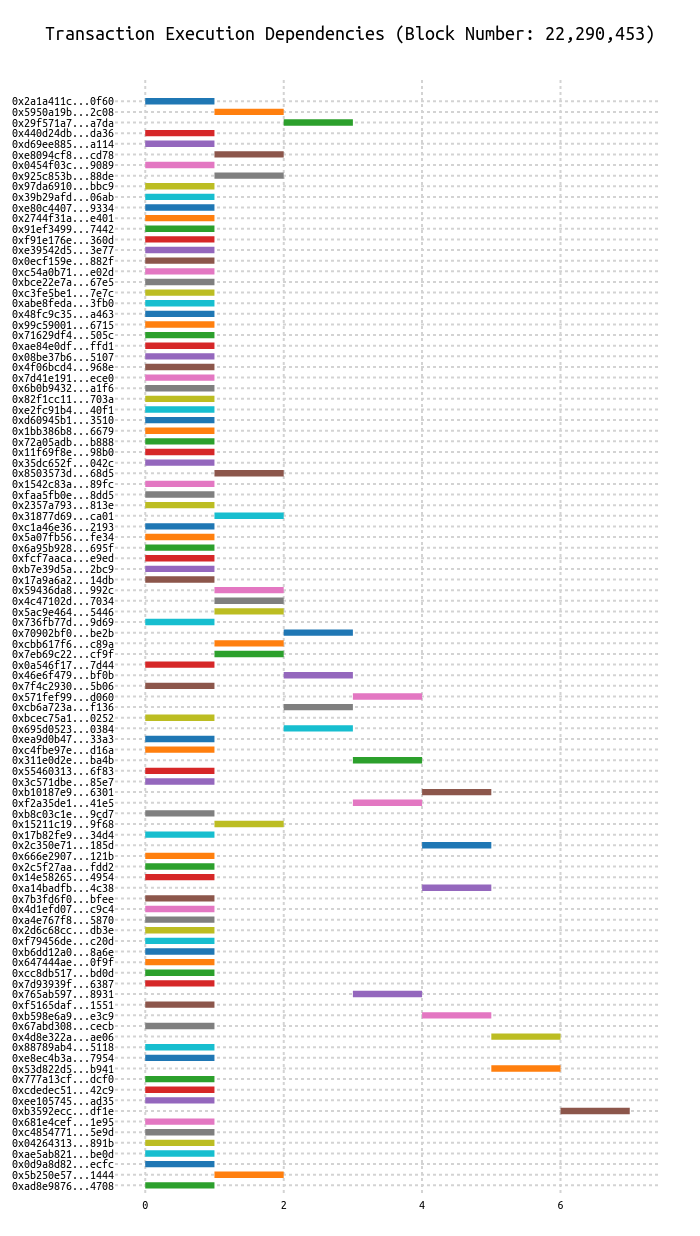 Transaction Execution Dependencies (Block Number: 22,290,453)
0x2a1a411c...0f60
0x5950a19b...2c08
0x29f571a7...a7da
0x440d24db...da36
0xd69ee885...a114
0xe8094cf8...cd78
0x0454f03c...9089
0x925c853b...88de
0x97da6910...bbc9
0x39b29afd...06ab
0xe80c4407...9334
0x2744f31a...e401
0x91ef3499...7442
0xf91e176e...360d
0xe39542d5...3e77
0x0ecf159e...882f
0xc54a0b71...e02d
0xbce22e7a...67e5
0xc3fe5be1...7e7c
0xabe8feda...3fb0
0x48fc9c35...a463
0x99c59001...6715
0x71629df4...505c
0xae84e0df...ffd1
0x08be37b6...5107
0x4f06bcd4...968e
0x7d41e191...ece0
0x6b0b9432...a1f6
0x82f1cc11...703a
0xe2fc91b4...40f1
0xd60945b1...3510
0x1bb386b8...6679
0x72a05adb...b888
0x11f69f8e...98b0
0x35dc652f...042c
0x8503573d...68d5
0x1542c83a...89fc
0xfaa5fb0e...8dd5
0x2357a793...813e
0x31877d69...ca01
0xc1a46e36...2193
0x5a07fb56...fe34
0x6a95b928...695f
0xfcf7aaca...e9ed
0xb7e39d5a...2bc9
0x17a9a6a2...14db
0x59436da8...992c
0x4c47102d...7034
0x5ac9e464...5446
0x736fb77d...9d69
0x70902bf0...be2b
0xcbb617f6...c89a
0x7eb69c22...cf9f
0x0a546f17...7d44
0x46e6f479...bf0b
0x7f4c2930...5b06
0x571fef99...d060
0xcb6a723a...f136
0xbcec75a1...0252
0x695d0523...0384
0xea9d0b47...33a3
0xc4fbe97e...d16a
0x311e0d2e...ba4b
0x55460313...6f83
0x3c571dbe...85e7
0xb10187e9...6301
0xf2a35de1...41e5
0xb8c03c1e...9cd7
0x15211c19...9f68
0x17b82fe9...34d4
0x2c350e71...185d
0x666e2907...121b
0x2c5f27aa...fdd2
0x14e58265...4954
0xa14badfb...4c38
0x7b3fd6f0...bfee
0x4d1efd07...c9c4
0xa4e767f8...5870
0x2d6c68cc...db3e
0xf79456de...c20d
0xb6dd12a0...8a6e
0x647444ae...0f9f
0xcc8db517...bd0d
0x7d93939f...6387
0x765ab597...8931
0xf5165daf...1551
0xb598e6a9...e3c9
0x67abd308...cecb
0x4d8e322a...ae06
0x88789ab4...5118
0xe8ec4b3a...7954
0x53d822d5...b941
0x777a13cf...dcf0
0xcdedec51...42c9
0xee105745...ad35
0xb3592ecc...df1e
0x681e4cef...1e95
0xc4854771...5e9d
0x04264313...891b
0xae5ab821...be0d
0x0d9a8d82...ecfc
0x5b250e57...1444
0xad8e9876...4708
0 2 4 6